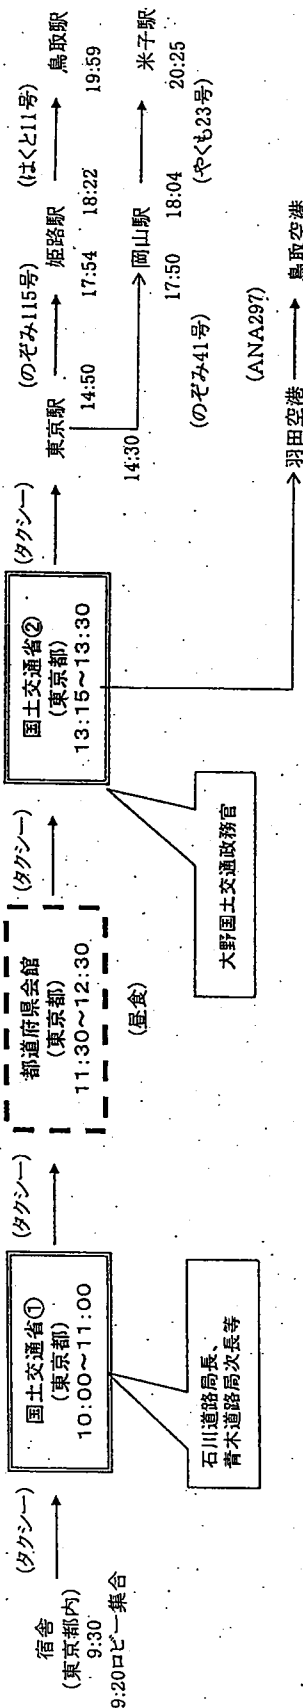 宿舎
(東京都内)
9:30
9:20ロビー集合
(タクシー)
国土交通省①
(東京都)
10:00～11:00
石川道路局長、
青木道路局次長等
(タクシー)
都道府県会館
(東京都)
11:30～12:30
(昼食)
(タクシー)
国土交通省②
(東京都)
13:15～13:30
大野国土交通政務官
(タクシー)
東京駅
14:50
(のぞみ115号)
姫路駅
17:54 18:22
(はくと11号)
鳥取駅
19:59
14:30
(のぞみ41号)
岡山駅
17:50 18:04
(やくも23号)
米子駅
20:25
羽田空港
(ANA297)
鳥取空港